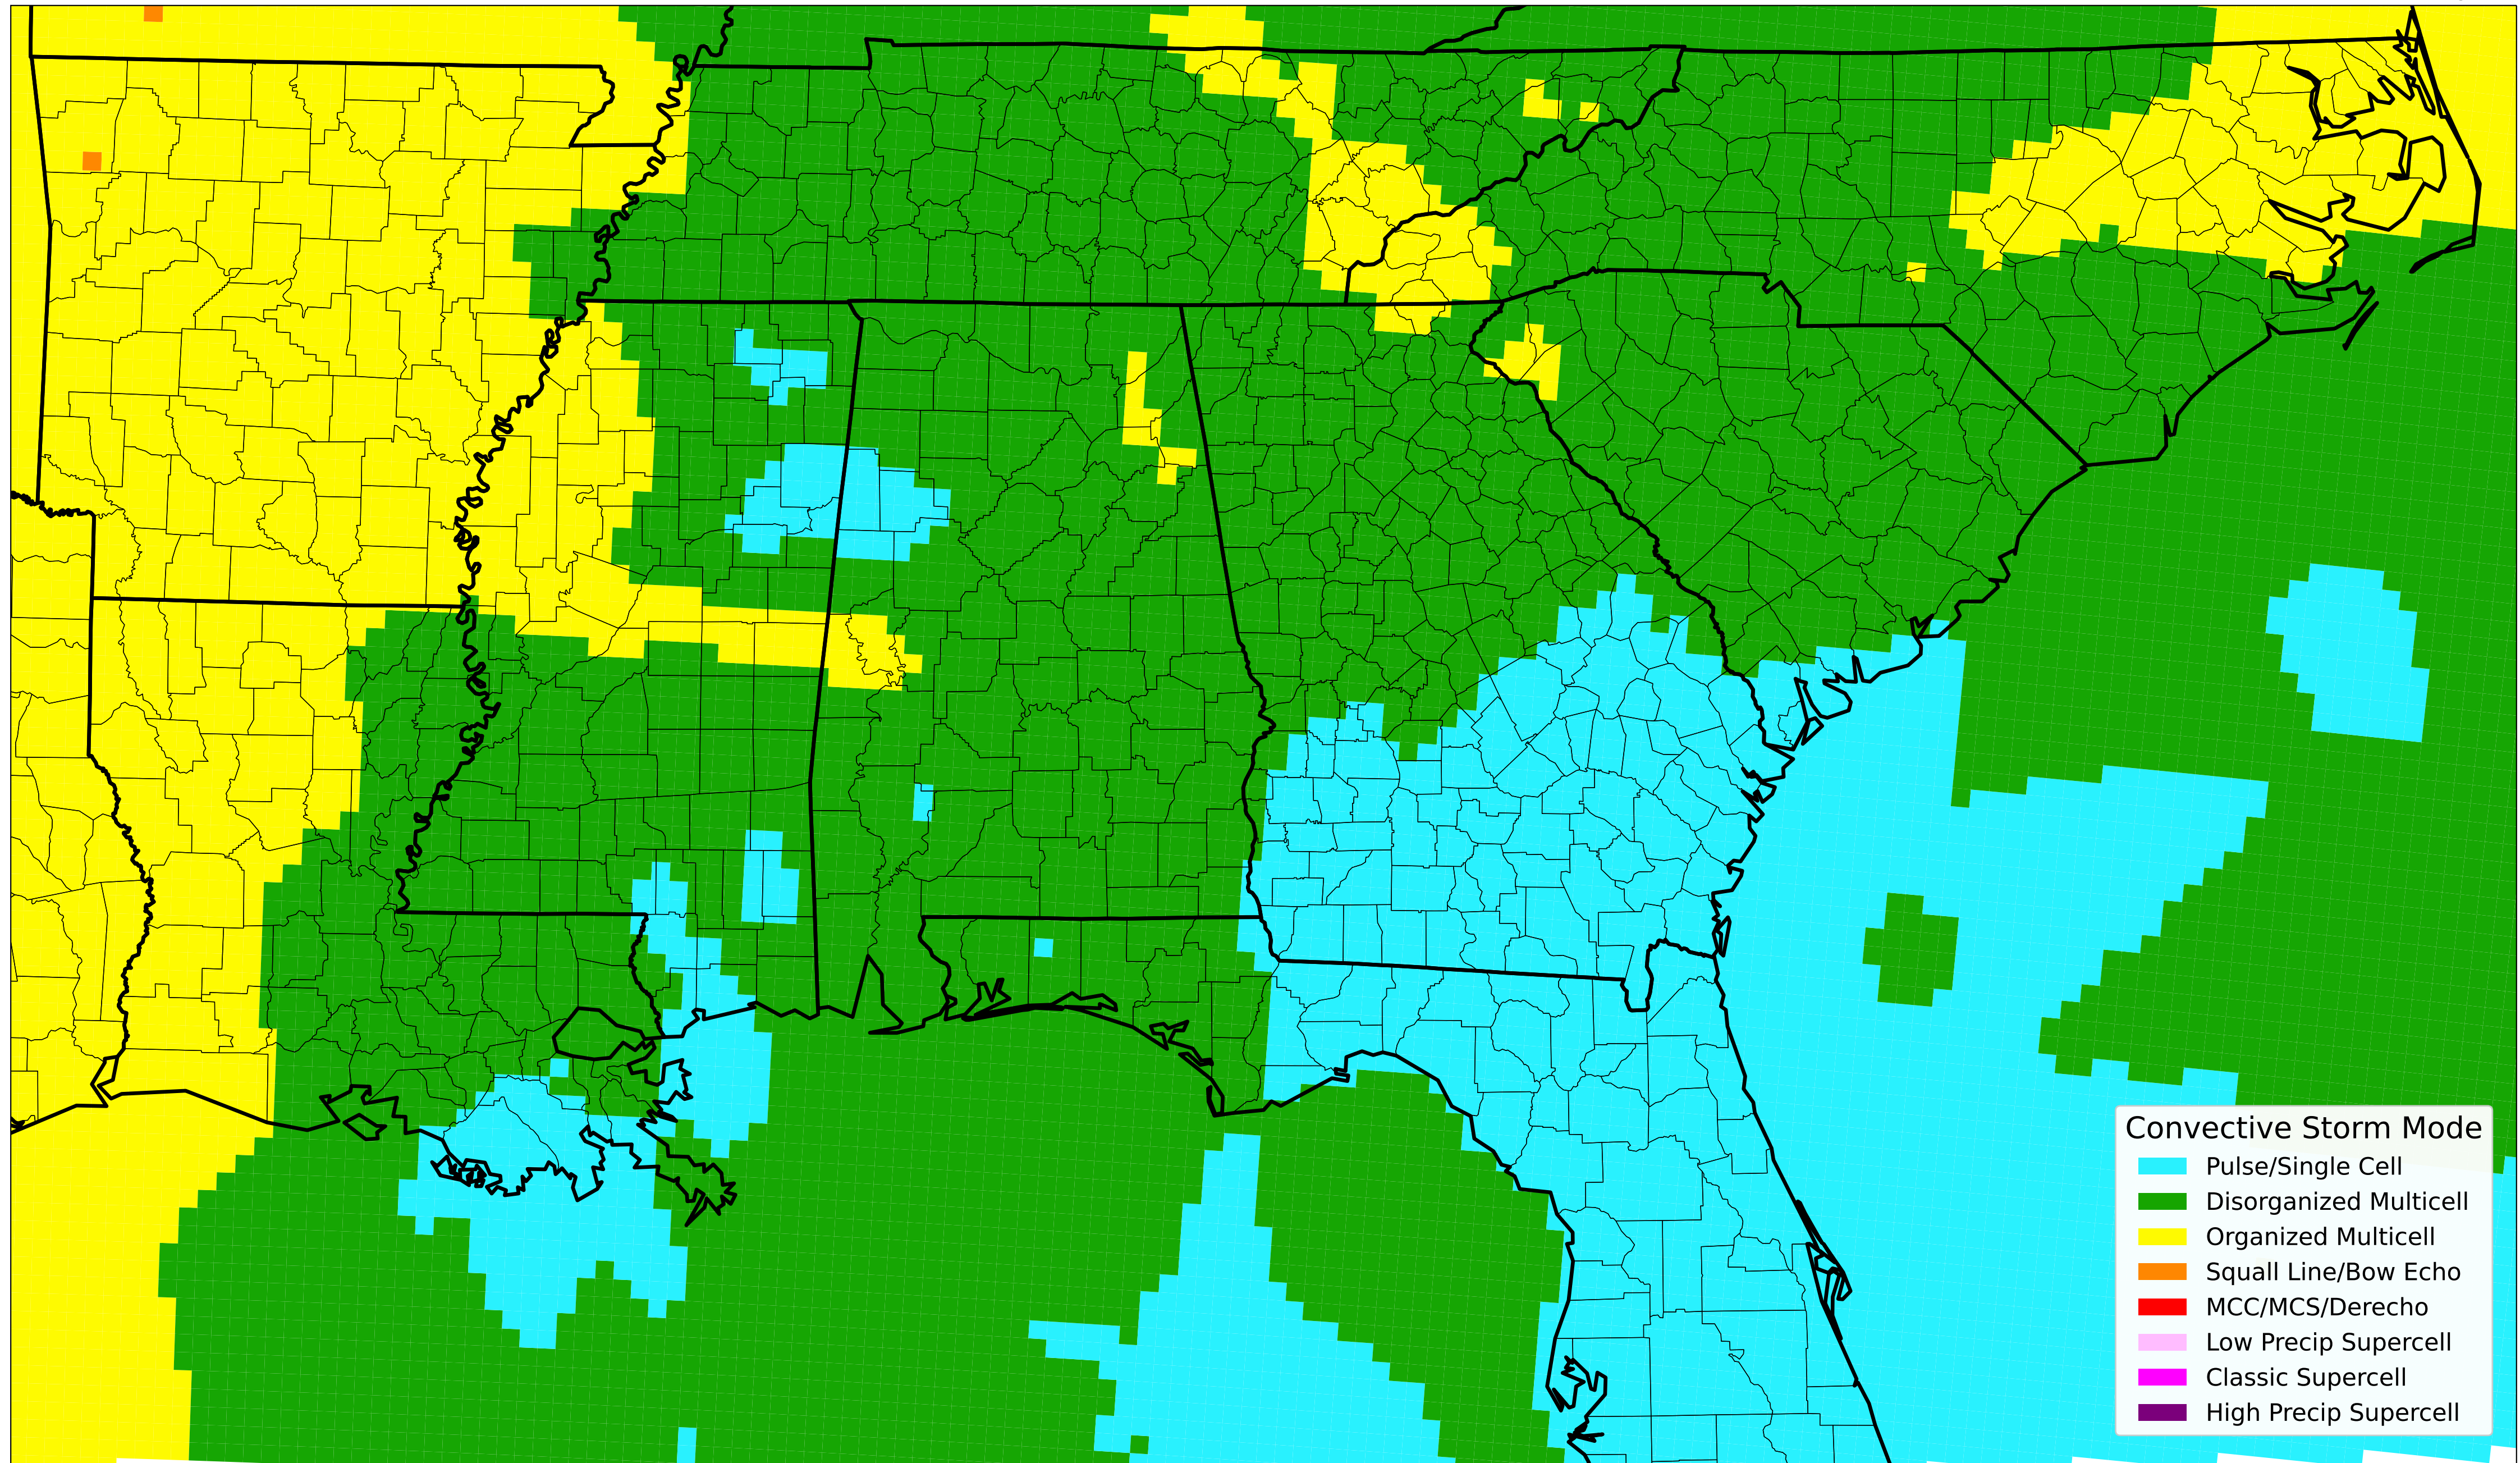 Convective Storm Mode
Pulse/Single Cell
Disorganized Multicell
Organized Multicell
Squall Line/Bow Echo
MCC/MCS/Derecho
Low Precip Supercell
Classic Supercell
High Precip Supercell